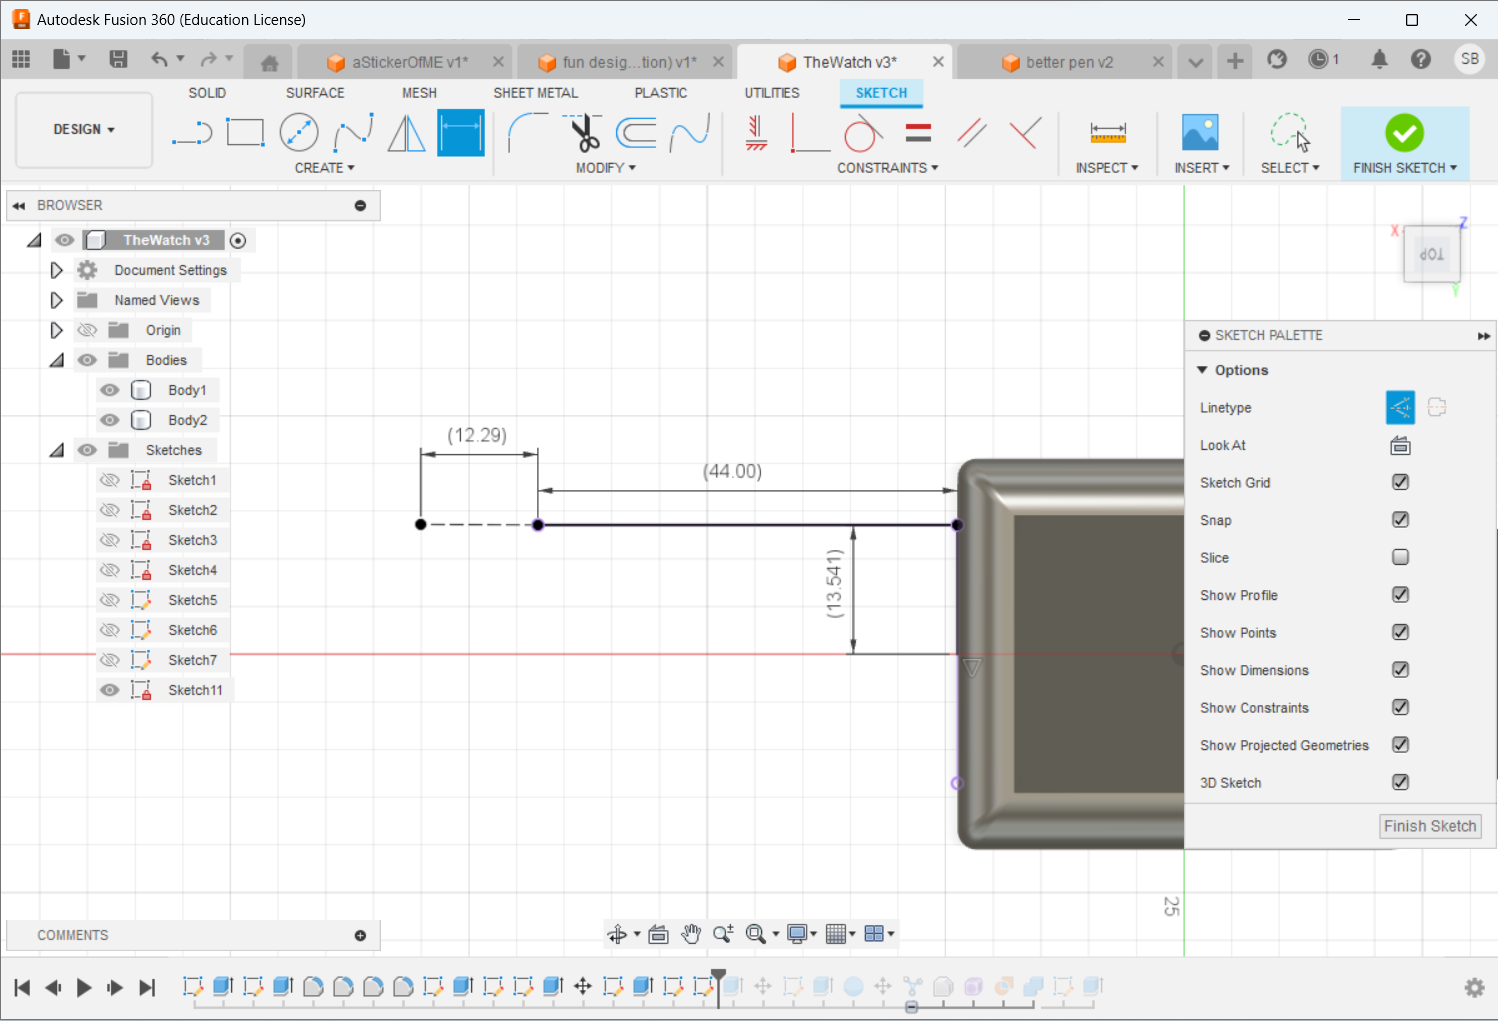 Autodesk Fusion 360 (Education License)
aStickerOfME v1*
fun desig...tion) v1*
TheWatch v3*
better pen v2
1
SB
SOLID
SURFACE
MESH
SHEET METAL
PLASTIC
UTILITIES
SKETCH
DESIGN
CREATE
MODIFY
CONSTRAINTS
INSPECT
INSERT
SELECT
FINISH SKETCH
BROWSER
TheWatch v3
Document Settings
Named Views
Origin
Bodies
Body1
Body2
Sketches
Sketch1
Sketch2
Sketch3
Sketch4
Sketch5
Sketch6
Sketch7
Sketch11
(12.29)
(44.00)
(13.541)
25
X
Z
TOP
Y
SKETCH PALETTE
Options
Linetype
Look At
Sketch Grid
Snap
Slice
Show Profile
Show Points
Show Dimensions
Show Constraints
Show Projected Geometries
3D Sketch
Finish Sketch
COMMENTS